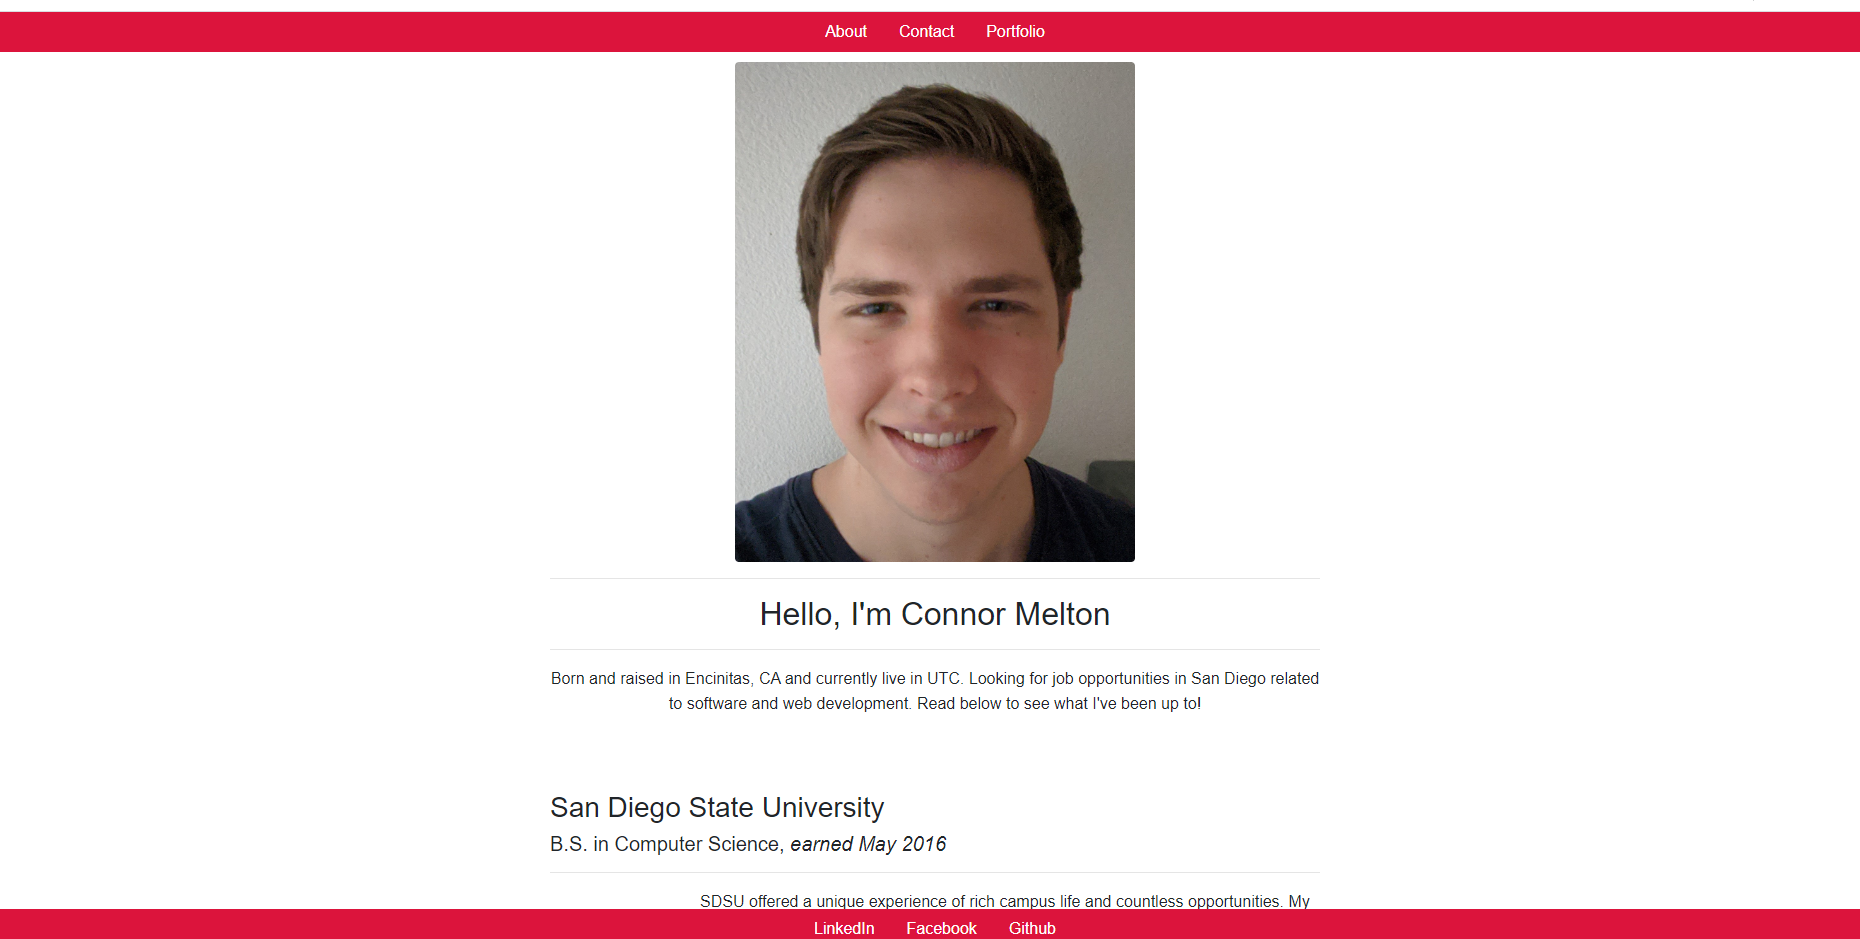 About Contact Portfolio
Hello, I'm Connor Melton
Born and raised in Encinitas, CA and currently live in UTC. Looking for job opportunities in San Diego related
to software and web development. Read below to see what I've been up to!
San Diego State University
B.S. in Computer Science, earned May 2016
SDSU offered a unique experience of rich campus life and countless opportunities. My
LinkedIn Facebook Github